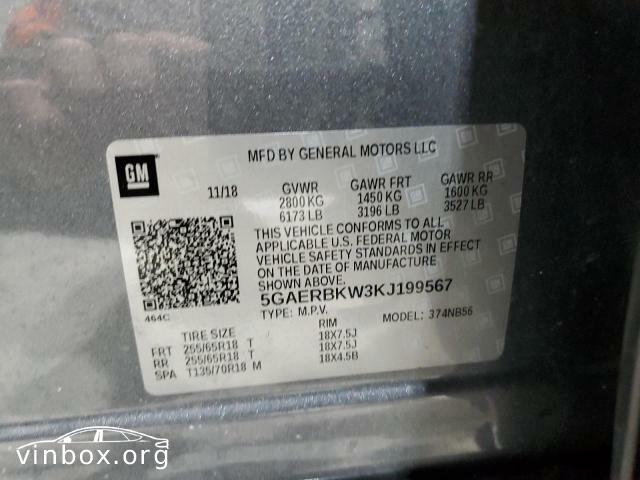 MFD BY GENERAL MOTORS LLC
GM
11/18 GVWR GAWR FRT GAWR RR
2800 KG 1450 KG 1600 KG
6173 LB 3196 LB 3527 LB
THIS VEHICLE CONFORMS TO ALL
APPLICABLE U.S. FEDERAL MOTOR
VEHICLE SAFETY STANDARDS IN EFFECT
ON THE DATE OF MANUFACTURE
SHOWN ABOVE.
5GAERBKW3KJ199567
464C
TYPE: M.P.V. MODEL: 374NB56
TIRE SIZE RIM
FRT 255/65R18 T 18X7.5J
RR 255/65R18 T 18X7.5J
SPA T135/70R18 M 18X4.5B
vinbox.org